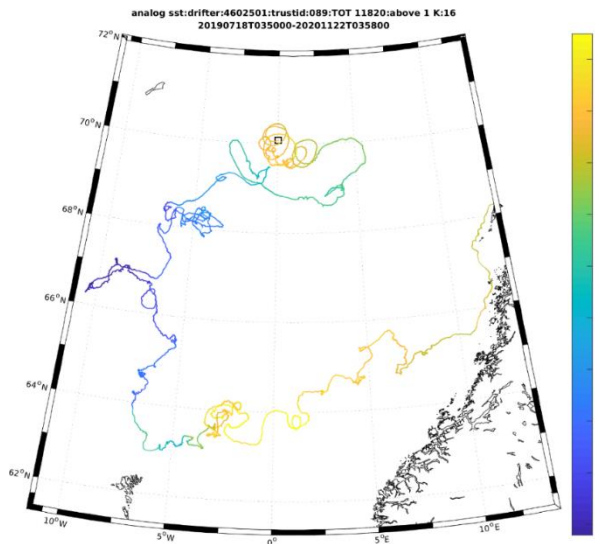 analog sst:drifter:4602501:trustid:089:TOT 11820:above 1 K:16
20190718T035000-20201122T035800
72°N
70°N
68°N
66°N
64°N
62°N
10°W
5°W
0°E
5°E
10°E